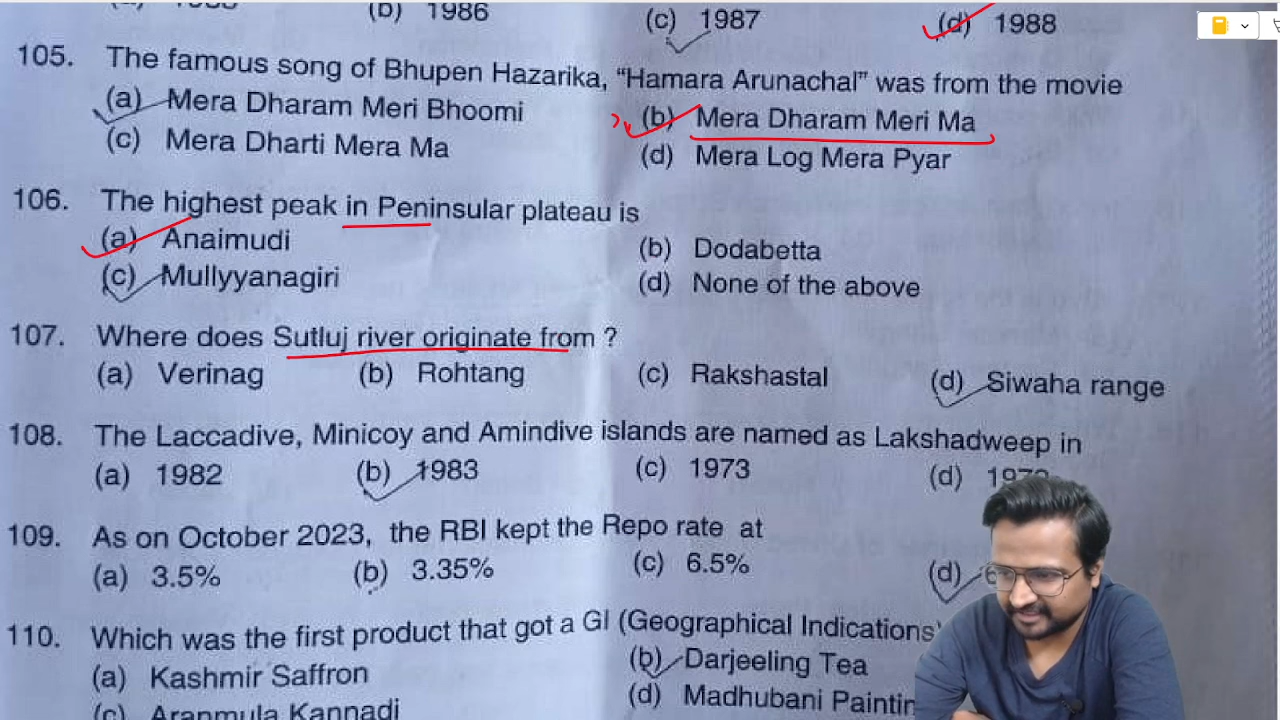 (b) 1986
(c) 1987
(d) 1988
105. The famous song of Bhupen Hazarika, “Hamara Arunachal” was from the movie
(a) Mera Dharam Meri Bhoomi
(b) Mera Dharam Meri Ma
(c) Mera Dharti Mera Ma
(d) Mera Log Mera Pyar
106. The highest peak in Peninsular plateau is
(a) Anaimudi
(b) Dodabetta
(c) Mullyyanagiri
(d) None of the above
107. Where does Sutluj river originate from ?
(a) Verinag (b) Rohtang (c) Rakshastal (d) Siwaha range
108. The Laccadive, Minicoy and Amindive islands are named as Lakshadweep in
(a) 1982 (b) 1983 (c) 1973 (d)
109. As on October 2023, the RBI kept the Repo rate at
(a) 3.5% (b) 3.35% (c) 6.5% (d)
110. Which was the first product that got a GI (Geographical Indications)
(a) Kashmir Saffron
(b) Darjeeling Tea
(c) Aranmula Kannadi
(d) Madhubani